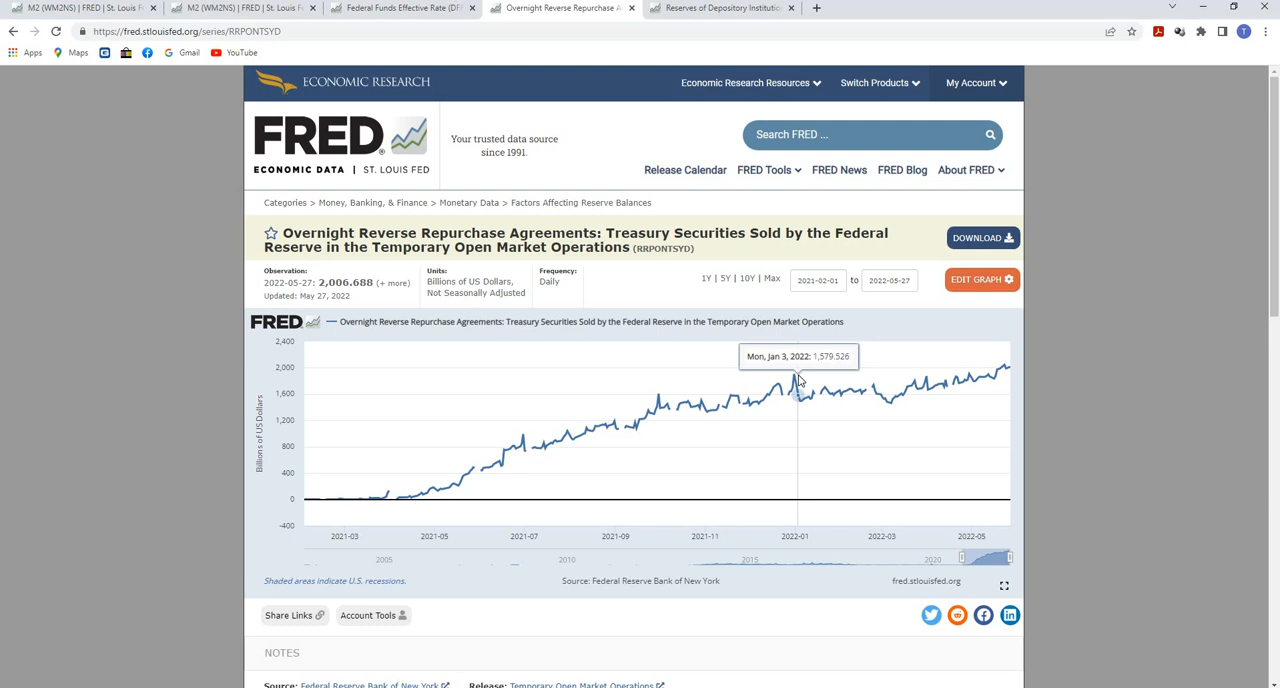 M2 (WM2NS) | FRED | St. Louis Fe
M2 (WM2NS) | FRED | St. Louis Fe
Federal Funds Effective Rate (DF
Overnight Reverse Repurchase A
Reserves of Depository Institutio
https://fred.stlouisfed.org/series/RRPONTSYD
T
Apps
Maps
Gmail
YouTube
ECONOMIC RESEARCH
Economic Research Resources
Switch Products
My Account
FRED
ECONOMIC DATA | ST. LOUIS FED
Your trusted data source
since 1991.
Search FRED ...
Release Calendar
FRED Tools
FRED News
FRED Blog
About FRED
Categories > Money, Banking, & Finance > Monetary Data > Factors Affecting Reserve Balances
Overnight Reverse Repurchase Agreements: Treasury Securities Sold by the Federal
Reserve in the Temporary Open Market Operations (RRPONTSYD)
DOWNLOAD
Observation:
2022-05-27: 2,006.688 (+ more)
Updated: May 27, 2022
Units:
Billions of US Dollars,
Not Seasonally Adjusted
Frequency:
Daily
1Y | 5Y | 10Y | Max
2021-02-01
to
2022-05-27
EDIT GRAPH
FRED
Overnight Reverse Repurchase Agreements: Treasury Securities Sold by the Federal Reserve in the Temporary Open Market Operations
Mon, Jan 3, 2022: 1,579.526
2,400
2,000
1,600
1,200
800
400
0
-400
Billions of Dollars
2021-03
2021-05
2021-07
2021-09
2021-11
2022-01
2022-03
2022-05
2005
2010
2015
2020
Shaded areas indicate U.S. recessions.
Source: Federal Reserve Bank of New York
fred.stlouisfed.org
Share Links
Account Tools
NOTES
Source: Federal Reserve Bank of New York
Release: Temporary Open Market Operations